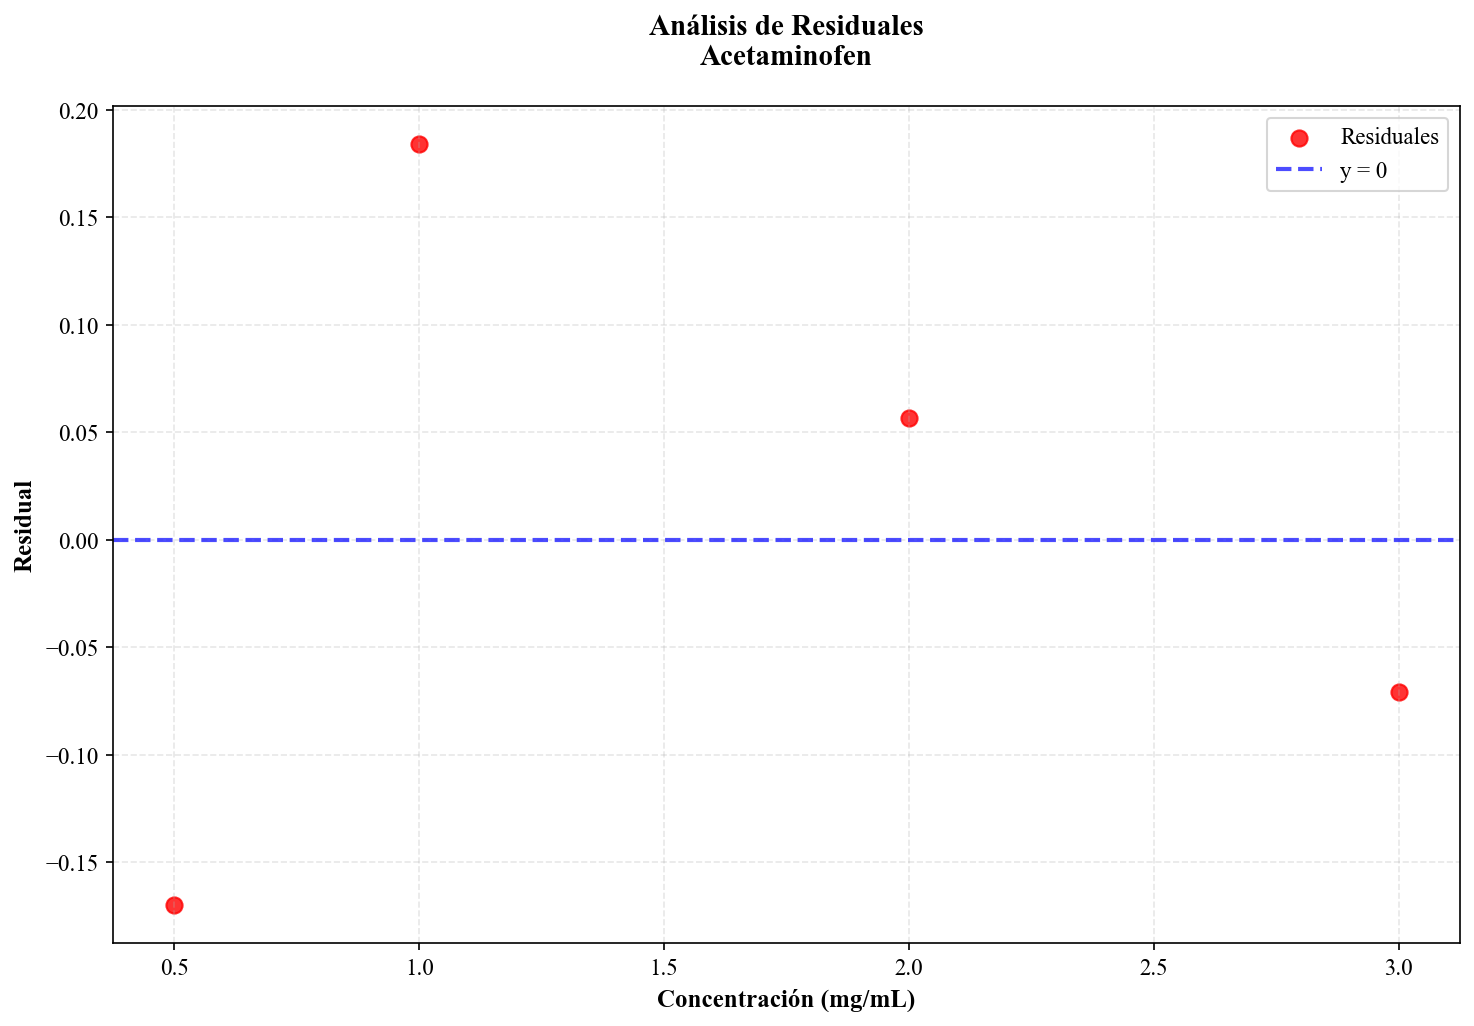 Análisis de Residuales
Acetaminofen
Residuales
y = 0
0.20
0.15
0.10
0.05
0.00
−0.05
−0.10
−0.15
Residual
0.5 1.0 1.5 2.0 2.5 3.0
Concentración (mg/mL)